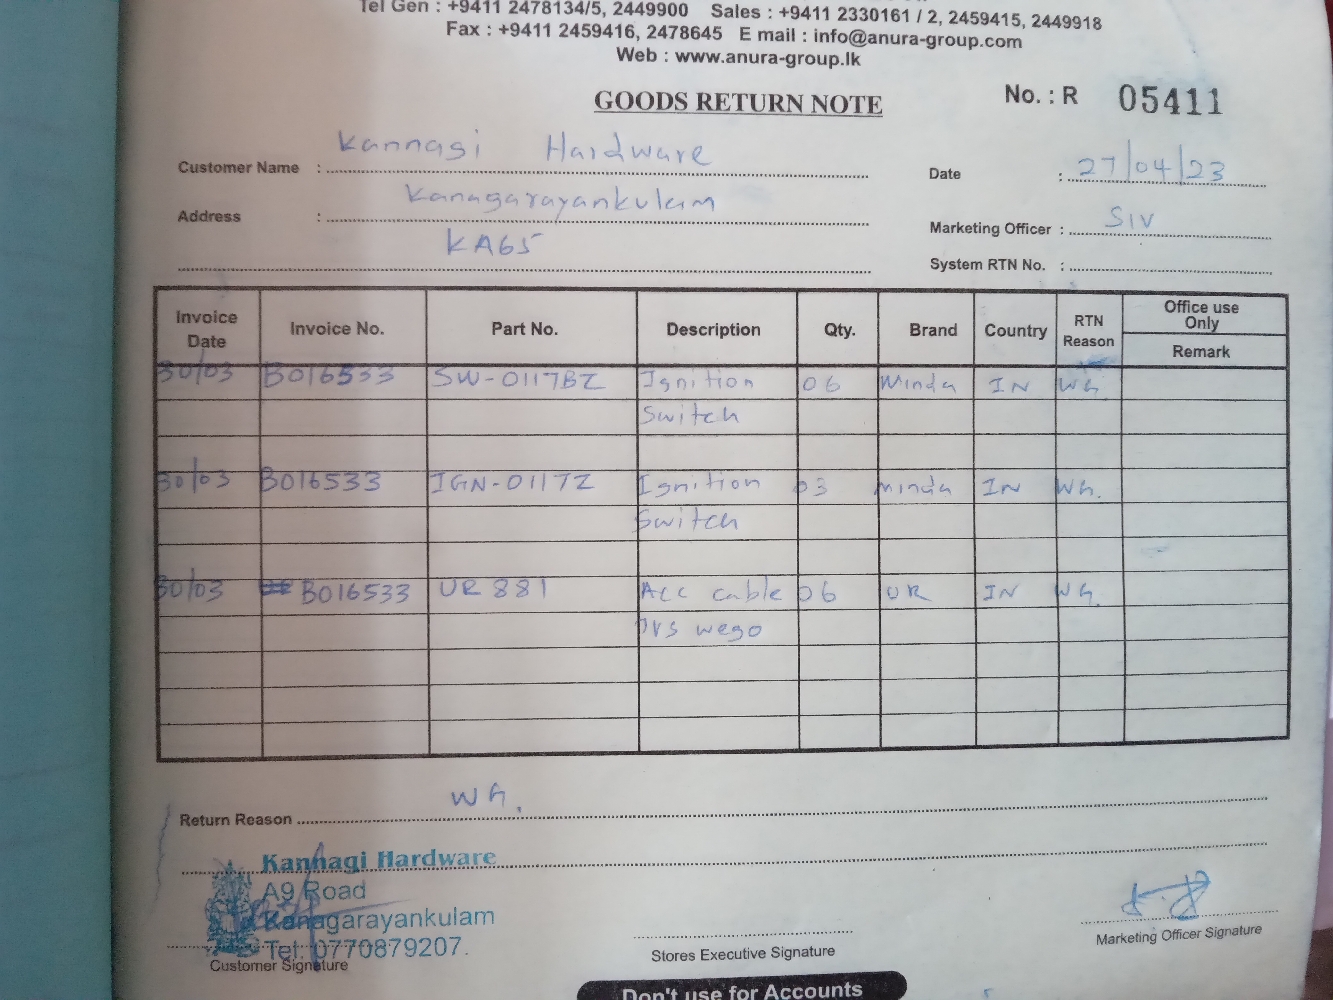 Tel Gen : +9411 2478134/5, 2449900 Sales : +9411 2330161 / 2, 2459415, 2449918
Fax : +9411 2459416, 2478645 E mail : info@anura-group.com
Web : www.anura-group.lk
GOODS RETURN NOTE No. : R 05411
Customer Name : Kannagi Hardware
Date : 27/04/23
Address : Kanagarayankulam
Marketing Officer : SIV
KA65
System RTN No. :
Invoice Date Invoice No. Part No. Description Qty. Brand Country RTN Reason Office use Only Remark
30/03 B016533 SW-0117BZ Ignition 06 Minda IN WG
Switch
30/03 B016533 IGN-0117Z Ignition 03 Minda IN WG.
Switch
30/03 B016533 UR 881 Acc cable 06 UR IN WG.
TVS wego
Return Reason WG.
Kannagi Hardware
A9 Road
Kanagarayankulam
Tel: 0770879207.
Customer Signature
Stores Executive Signature
Marketing Officer Signature
Don't use for Accounts